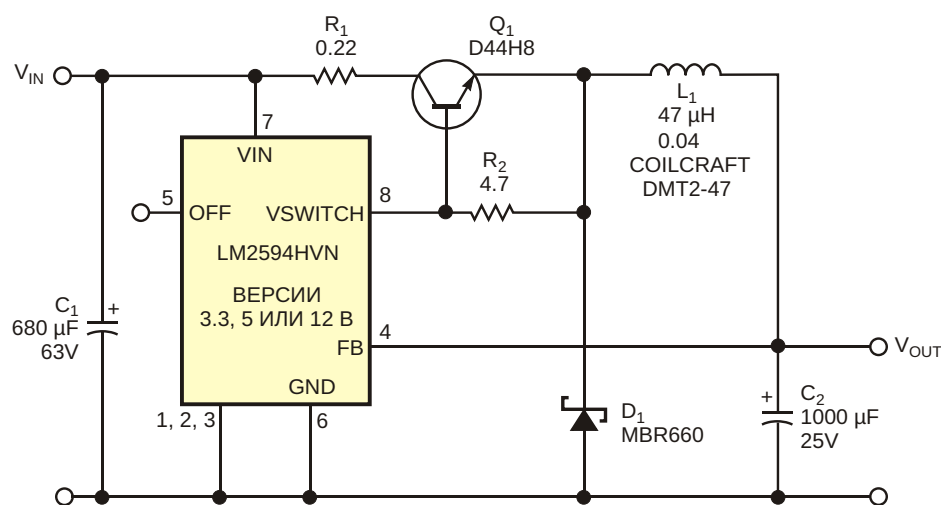 R1
0.22
Q1
D44H8
VIN
L1
47 µH
0.04
COILCRAFT
DMT2-47
7
VIN
R2
4.7
5
OFF
VSWITCH
8
LM2594HVN
ВЕРСИИ
3.3, 5 ИЛИ 12 В
C1
+
680 µF
63V
4
FB
VOUT
GND
1, 2, 3
6
D1
MBR660
+
C2
1000 µF
25V